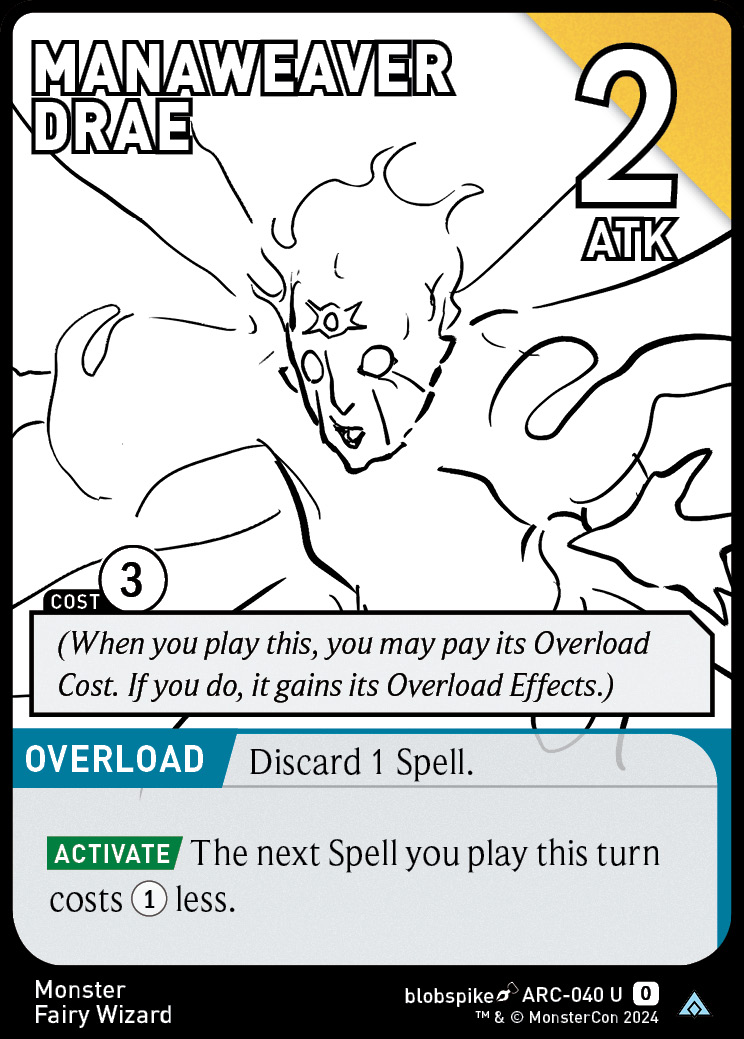 MANAWEAVER
DRAE
2
ATK
3
COST
(When you play this, you may pay its Overload
Cost. If you do, it gains its Overload Effects.)
OVERLOAD Discard 1 Spell.
ACTIVATE The next Spell you play this turn
costs 1 less.
Monster
Fairy Wizard
blobspike ARC-040 U 0
™ & © MonsterCon 2024